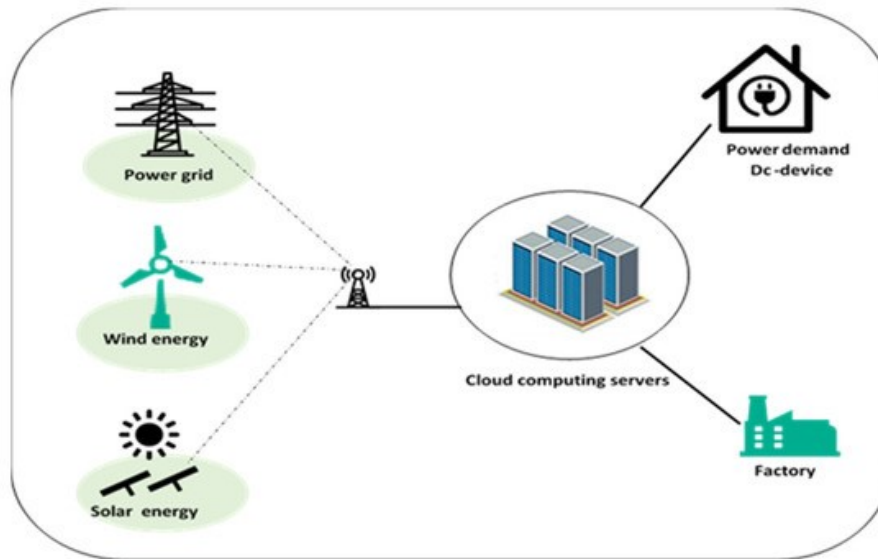 Power grid
Wind energy
Solar energy
Cloud computing servers
Power demand
Dc-device
Factory